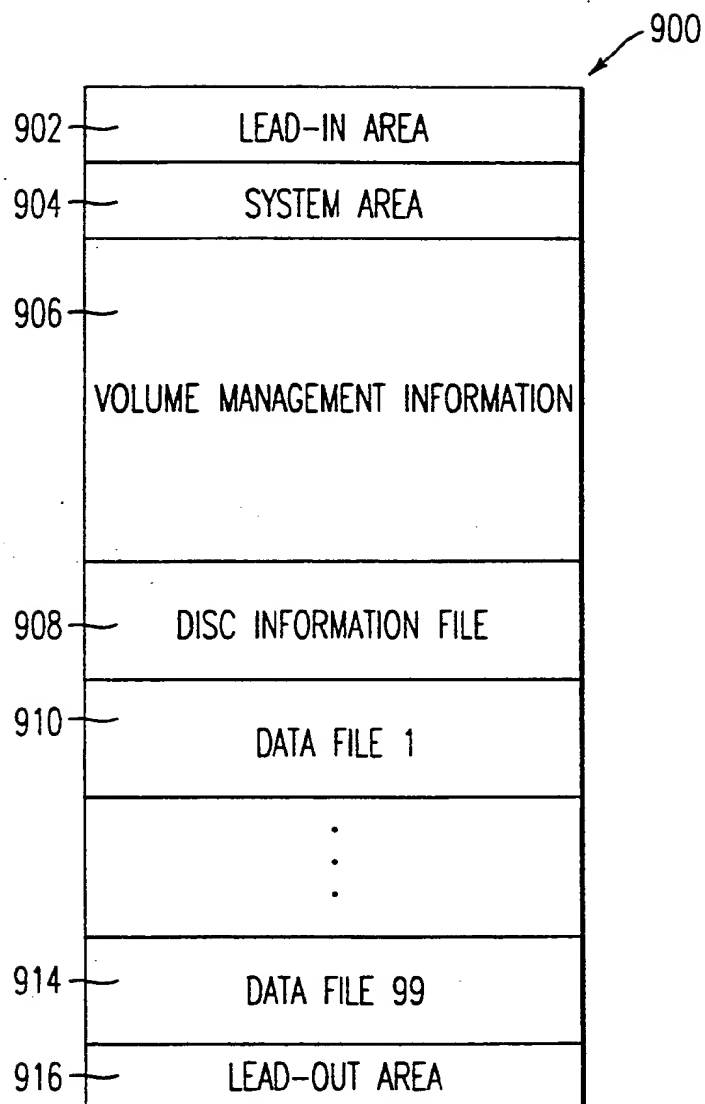 900
902 LEAD-IN AREA
904 SYSTEM AREA
906
VOLUME MANAGEMENT INFORMATION
908 DISC INFORMATION FILE
910
DATA FILE 1
914 DATA FILE 99
916 LEAD-OUT AREA